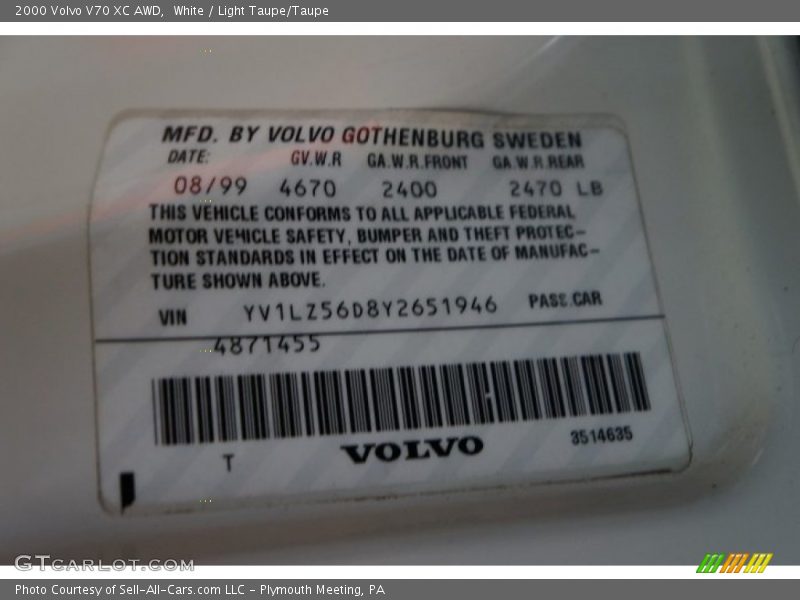 2000 Volvo V70 XC AWD,  White / Light Taupe/Taupe
MFD. BY VOLVO GOTHENBURG SWEDEN
DATE: GV.W.R GA.W.R.FRONT GA.W.R.REAR
08/99 4670 2400 2470 LB
THIS VEHICLE CONFORMS TO ALL APPLICABLE FEDERAL
MOTOR VEHICLE SAFETY, BUMPER AND THEFT PROTEC-
TION STANDARDS IN EFFECT ON THE DATE OF MANUFAC-
TURE SHOWN ABOVE.
VIN YV1LZ56D8Y2651946 PASS.CAR
4871455
T VOLVO 3514635
GTCARLOT.COM
Photo Courtesy of Sell-All-Cars.com LLC - Plymouth Meeting, PA